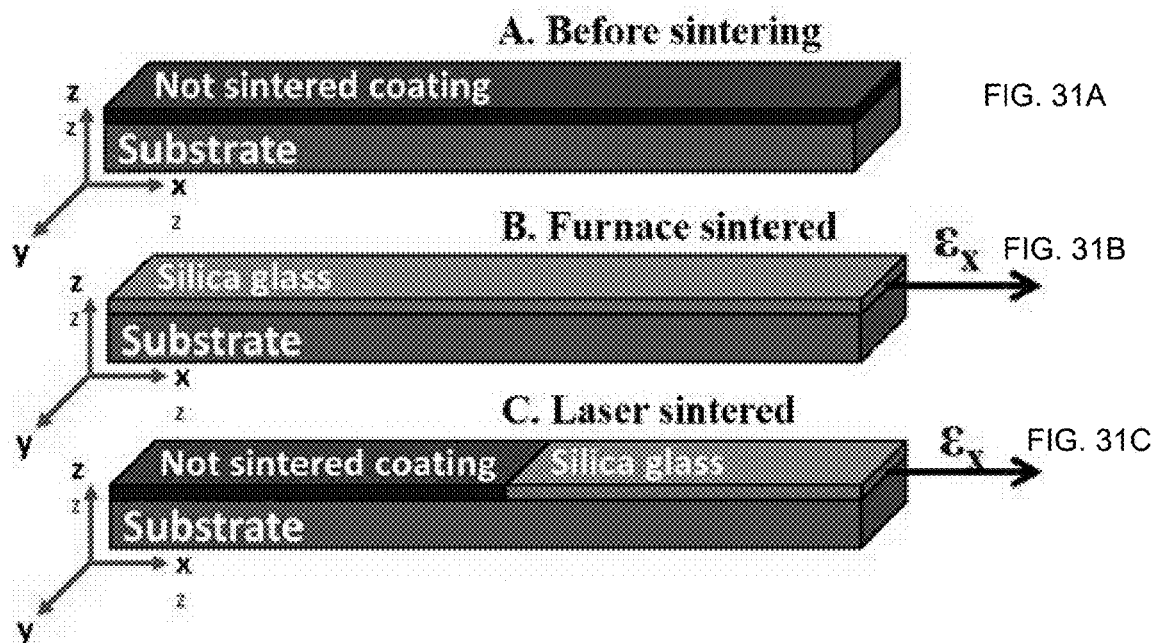 A. Before sintering
z
z
Not sintered coating
FIG. 31A
Substrate
x
z
y
B. Furnace sintered
εx
FIG. 31B
z
z
Silica glass
Substrate
x
z
y
C. Laser sintered
εx
FIG. 31C
z
z
Not sintered coating
Silica glass
Substrate
x
z
y